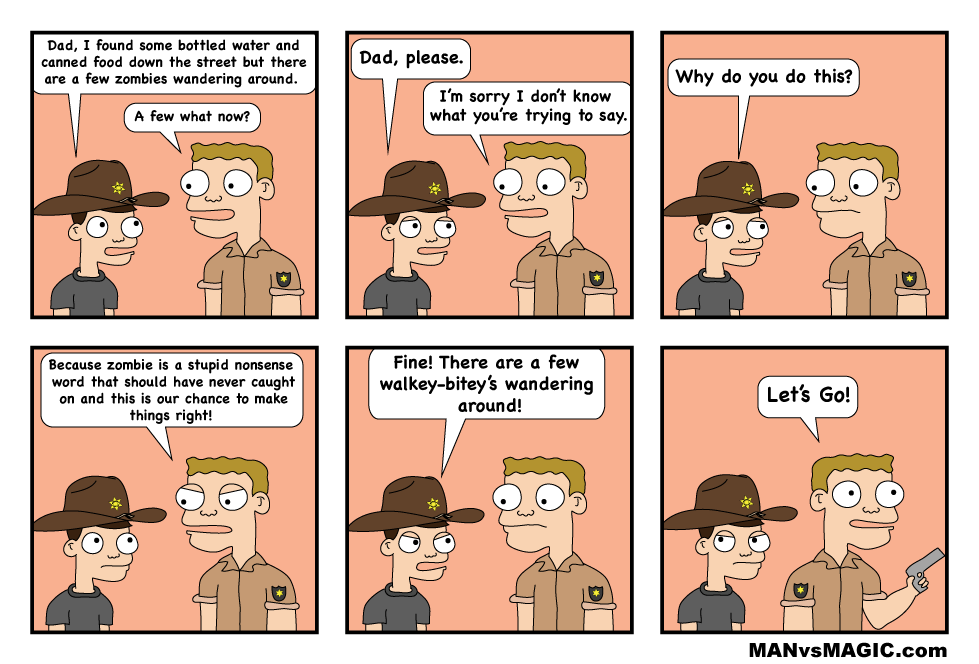 Dad, I found some bottled water and
canned food down the street but there
are a few zombies wandering around.
A few what now?
Dad, please.
I'm sorry I don't know
what you're trying to say.
Why do you do this?
Because zombie is a stupid nonsense
word that should have never caught
on and this is our chance to make
things right!
Fine! There are a few
walkey-bitey's wandering
around!
Let's Go!
MANvsMAGIC.com